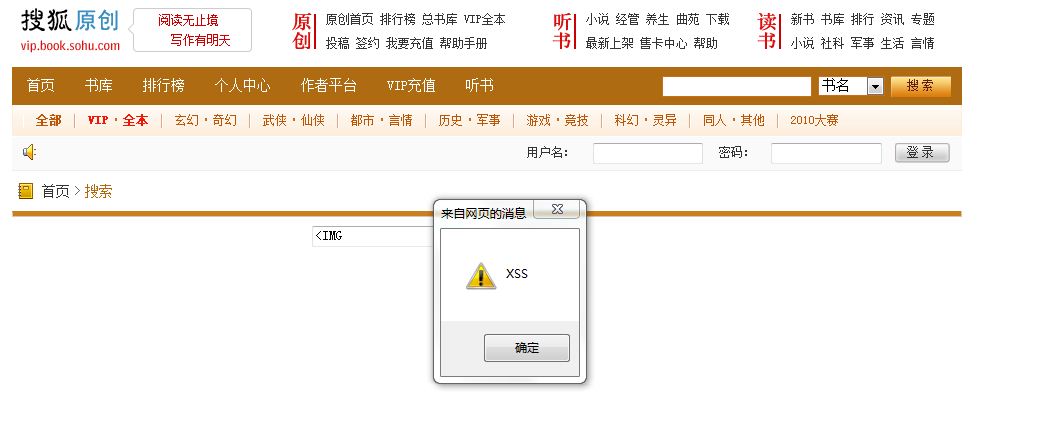 搜狐原创
vip.book.sohu.com
阅读无止境
写作有明天
原创
原创首页 排行榜 总书库 VIP全本
投稿 签约 我要充值 帮助手册
听书
小说 经管 养生 曲苑 下载
最新上架 售卡中心 帮助
读书
新书 书库 排行 资讯 专题
小说 社科 军事 生活 言情
首页 书库 排行榜 个人中心 作者平台 VIP充值 听书 书名 搜索
全部 | VIP·全本 | 玄幻·奇幻 | 武侠·仙侠 | 都市·言情 | 历史·军事 | 游戏·竞技 | 科幻·灵异 | 同人·其他 | 2010大赛
用户名： 密码： 登录
首页 > 搜索
<IMG
来自网页的消息
XSS
确定